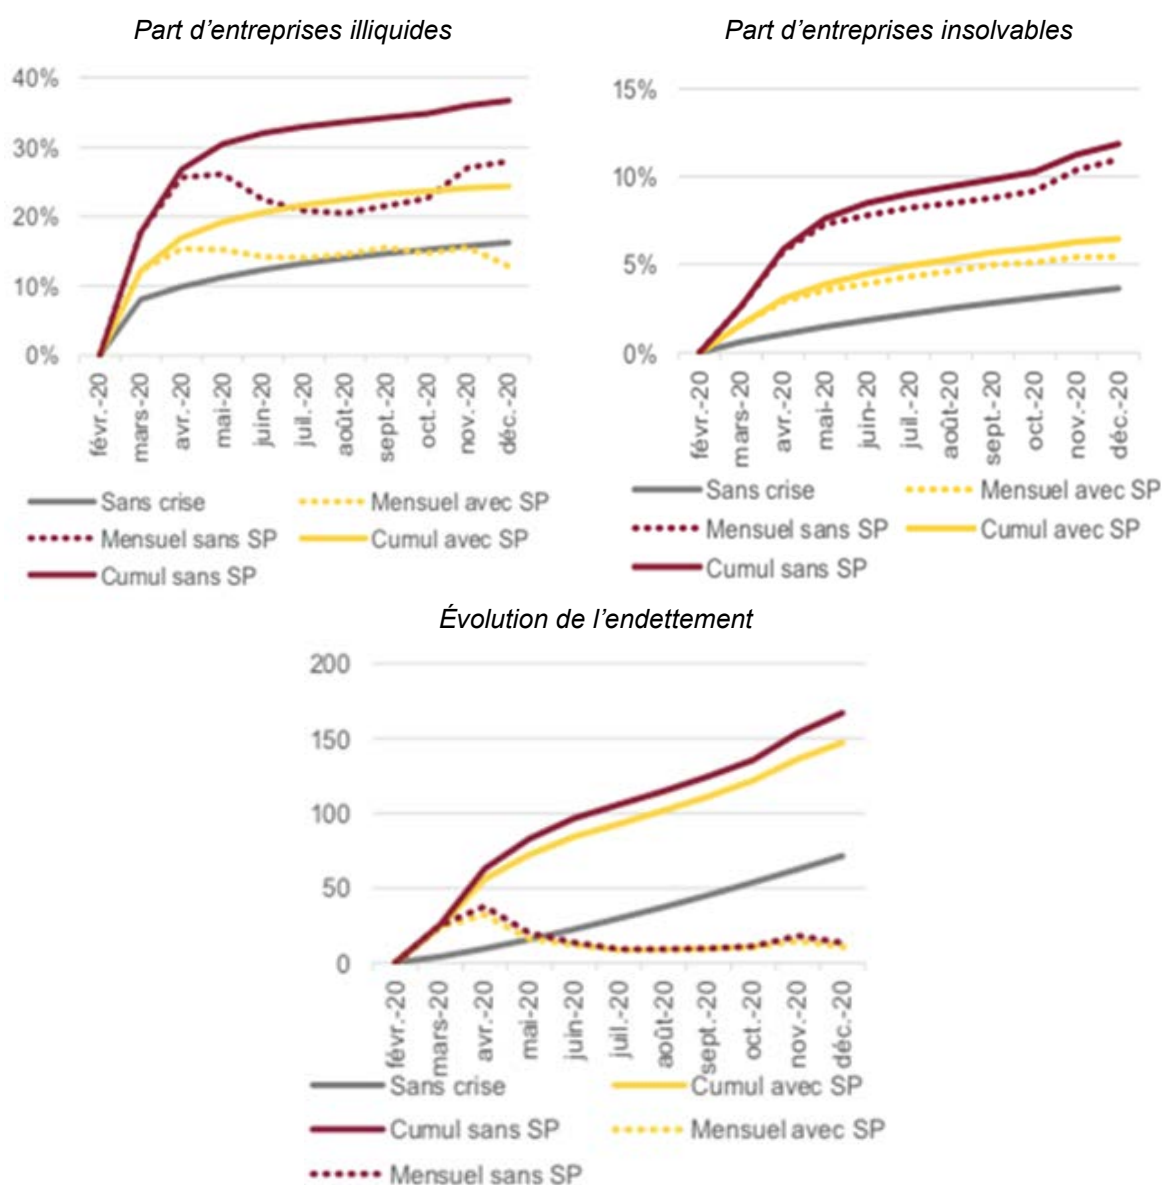 Part d’entreprises illiquides
40%
30%
20%
10%
0%
févr.-20
mars-20
avr.-20
mai-20
juin-20
juil.-20
août-20
sept.-20
oct.-20
nov.-20
déc.-20
Sans crise
Mensuel avec SP
Mensuel sans SP
Cumul avec SP
Cumul sans SP
Part d’entreprises insolvables
15%
10%
5%
0%
févr.-20
mars-20
avr.-20
mai-20
juin-20
juil.-20
août-20
sept.-20
oct.-20
nov.-20
déc.-20
Sans crise
Mensuel avec SP
Mensuel sans SP
Cumul avec SP
Cumul sans SP
Évolution de l’endettement
200
150
100
50
0
févr.-20
mars-20
avr.-20
mai-20
juin-20
juil.-20
août-20
sept.-20
oct.-20
nov.-20
déc.-20
Sans crise
Cumul avec SP
Cumul sans SP
Mensuel avec SP
Mensuel sans SP